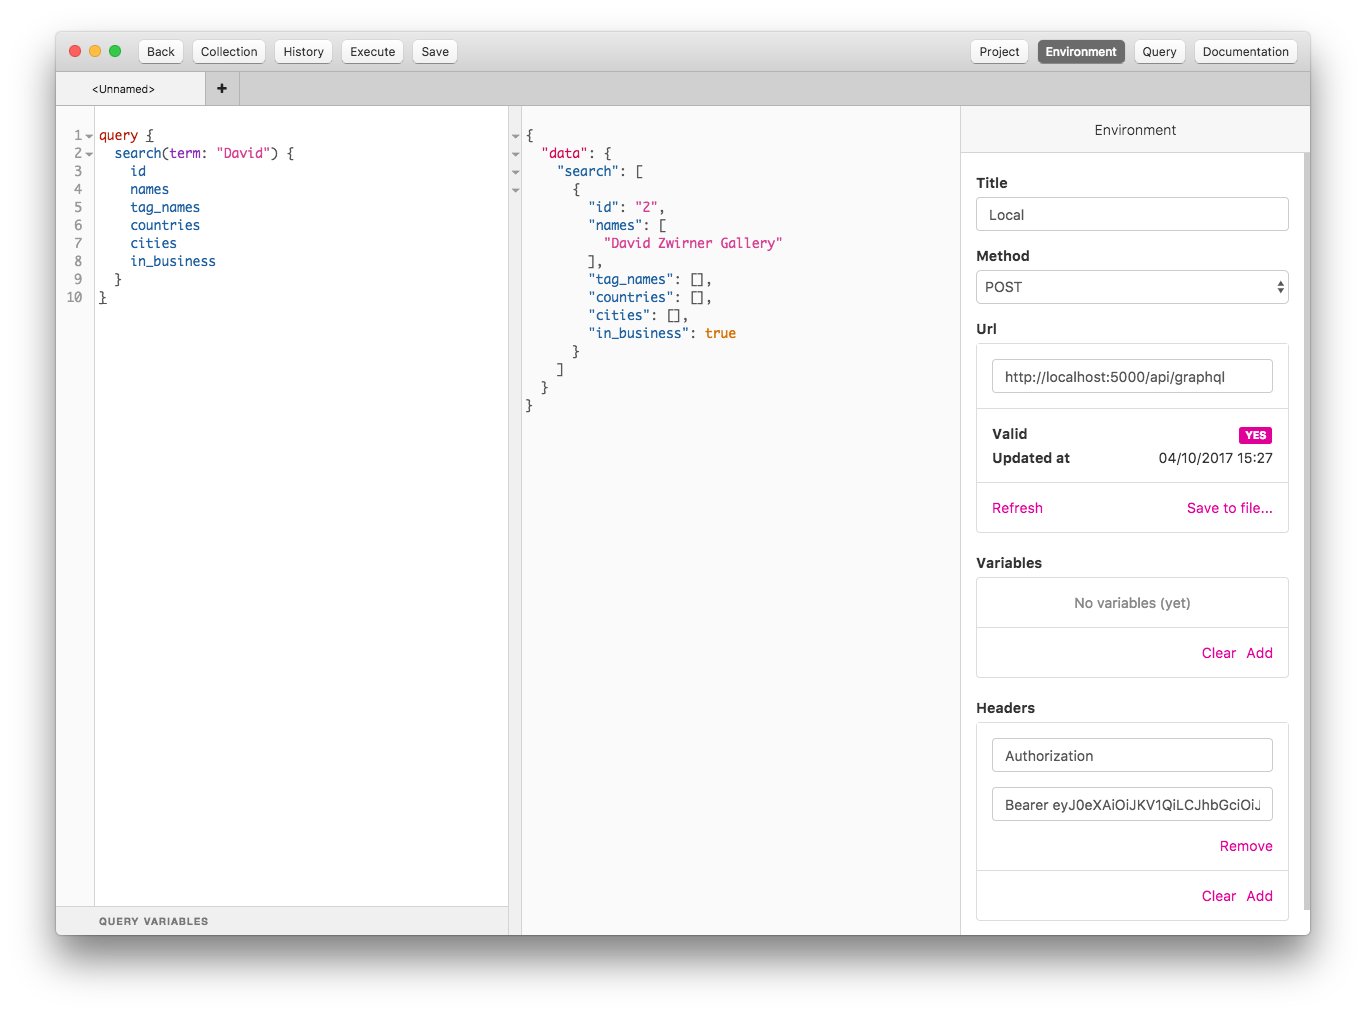 Back Collection History Execute Save Project Environment Query Documentation
<Unnamed> +
1 query {
2 search(term: "David") {
3 id
4 names
5 tag_names
6 countries
7 cities
8 in_business
9 }
10 }
QUERY VARIABLES
{
"data": {
"search": [
{
"id": "2",
"names": [
"David Zwirner Gallery"
],
"tag_names": [],
"countries": [],
"cities": [],
"in_business": true
}
]
}
}
Environment
Title
Local
Method
POST
Url
http://localhost:5000/api/graphql
Valid YES
Updated at 04/10/2017 15:27
Refresh Save to file...
Variables
No variables (yet)
Clear Add
Headers
Authorization
Bearer eyJ0eXAiOiJKV1QiLCJhbGciOiJ
Remove
Clear Add